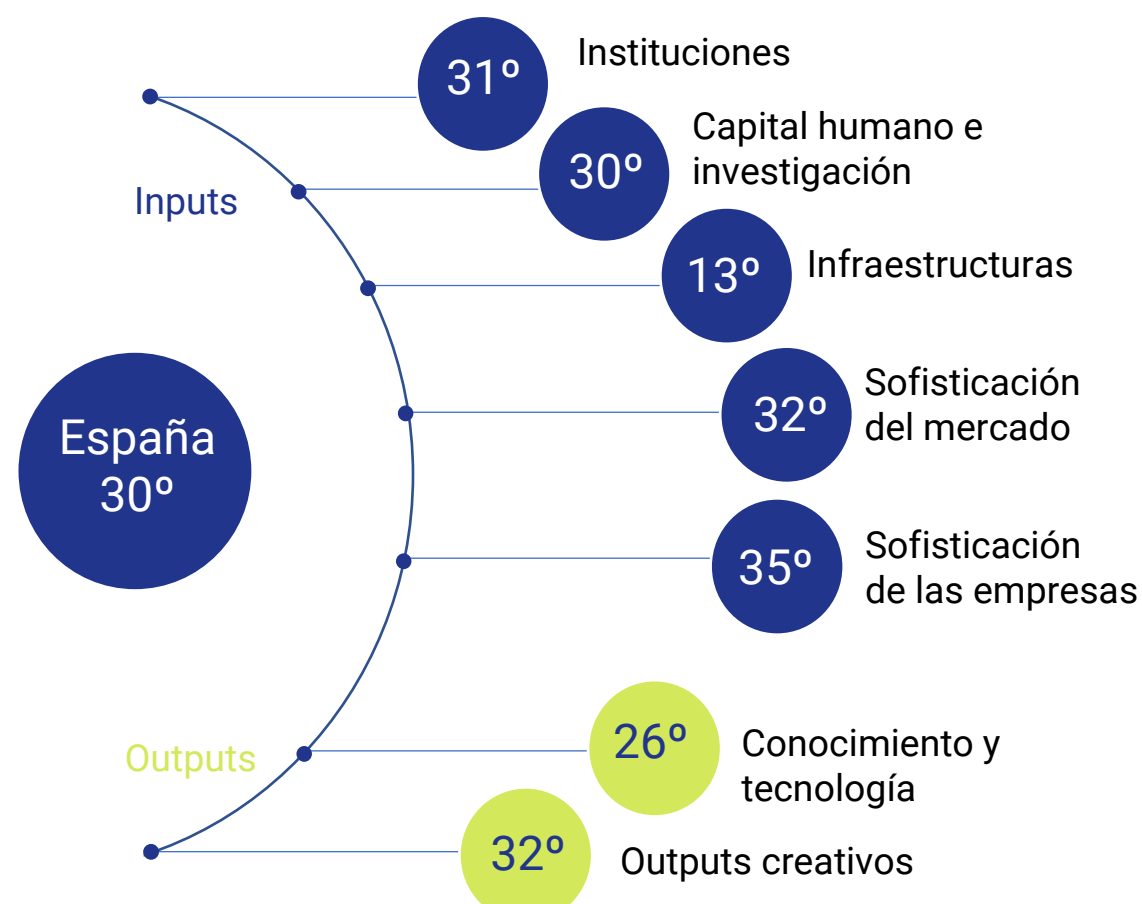 31º
Instituciones
30º
Capital humano e
investigación
Inputs
13º
Infraestructuras
España
30º
32º
Sofisticación
del mercado
35º
Sofisticación
de las empresas
Outputs
26º
Conocimiento y
tecnología
32º
Outputs creativos